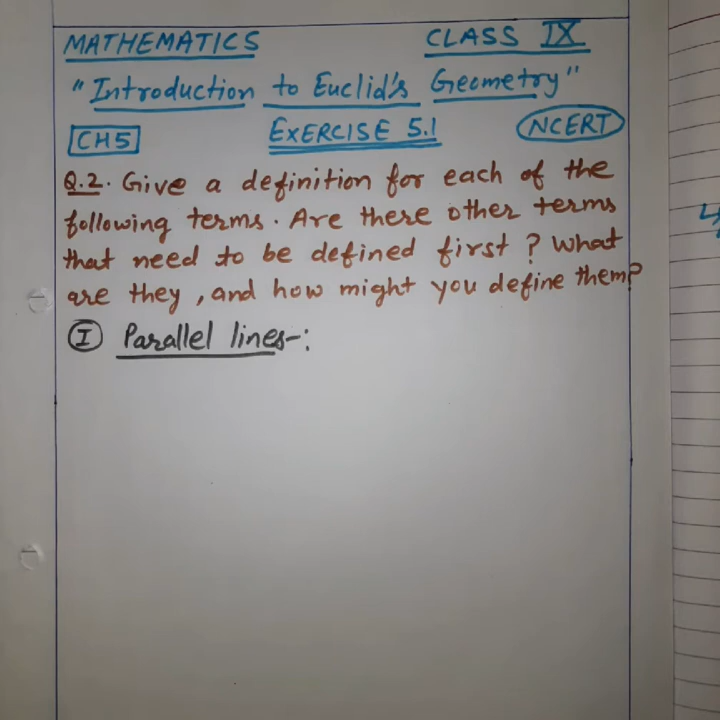 MATHEMATICS CLASS IX
"Introduction to Euclid's Geometry"
CH5 EXERCISE 5.1 NCERT
Q.2. Give a definition for each of the
following terms. Are there other terms
that need to be defined first? What
are they, and how might you define them?
I Parallel lines-: